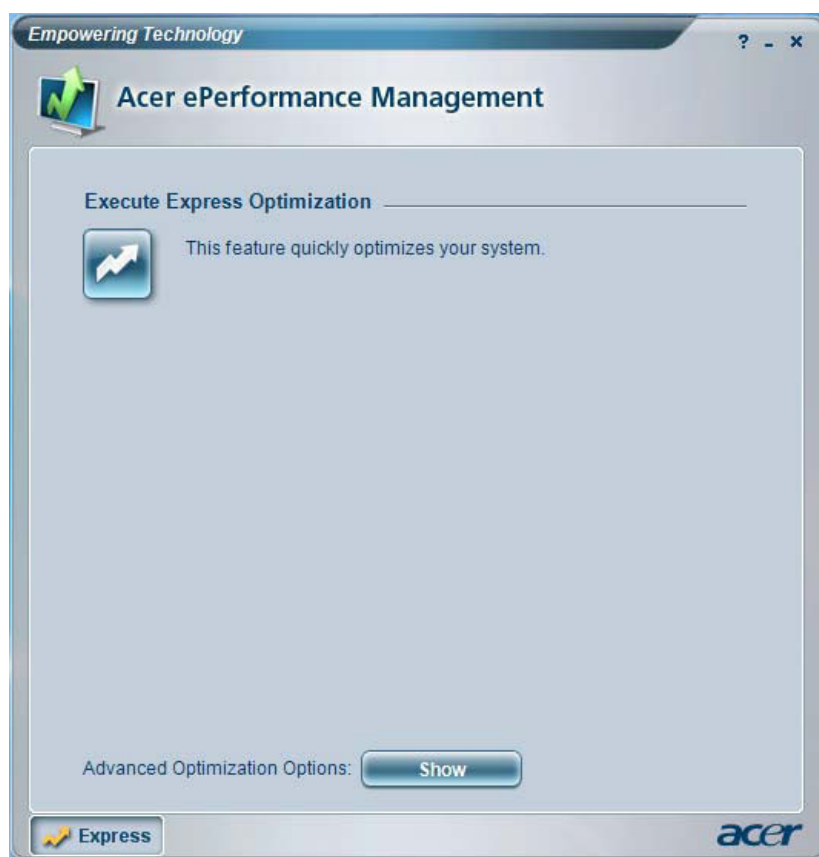 Empowering Technology
? - ×
Acer ePerformance Management
Execute Express Optimization
This feature quickly optimizes your system.
Advanced Optimization Options: Show
Express
acer